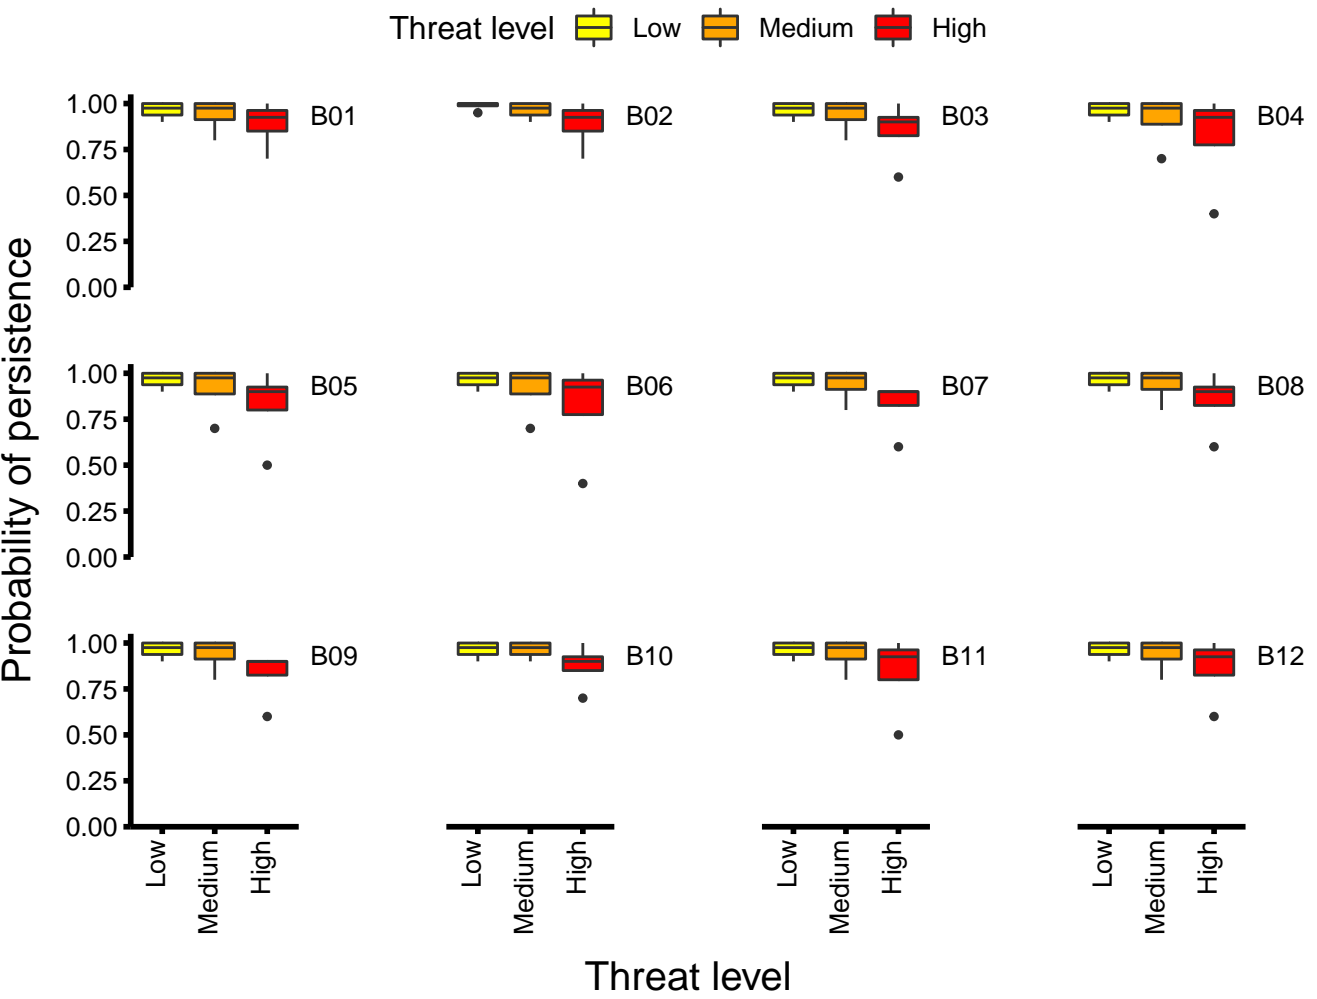 Threat level Low Medium High
Probability of persistence
1.00
0.75
0.50
0.25
0.00
B01
B02
B03
B04
1.00
0.75
0.50
0.25
0.00
B05
B06
B07
B08
1.00
0.75
0.50
0.25
0.00
B09
B10
B11
B12
Low
Medium
High
Low
Medium
High
Low
Medium
High
Low
Medium
High
Threat level